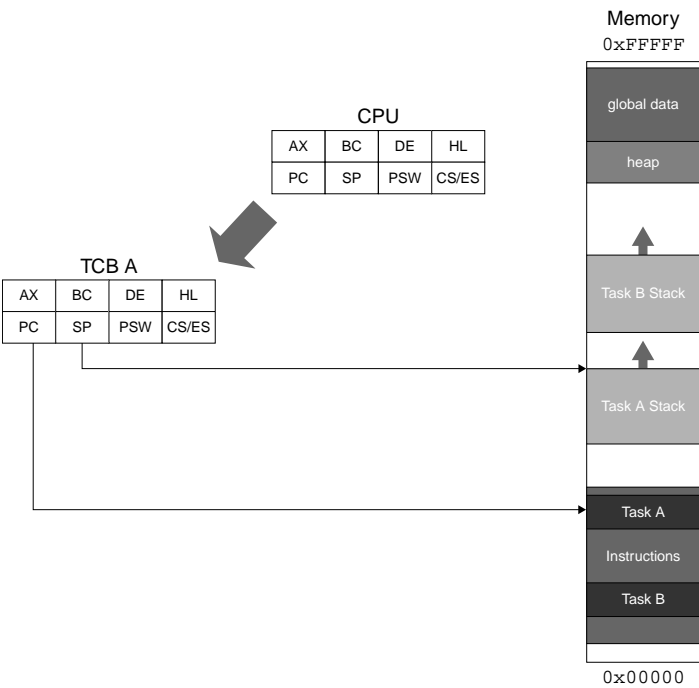 Memory
0xFFFFF
global data
CPU
AX BC DE HL
heap
PC SP PSW CS/ES
TCB A
AX BC DE HL
Task B Stack
PC SP PSW CS/ES
Task A Stack
Task A
Instructions
Task B
0x00000